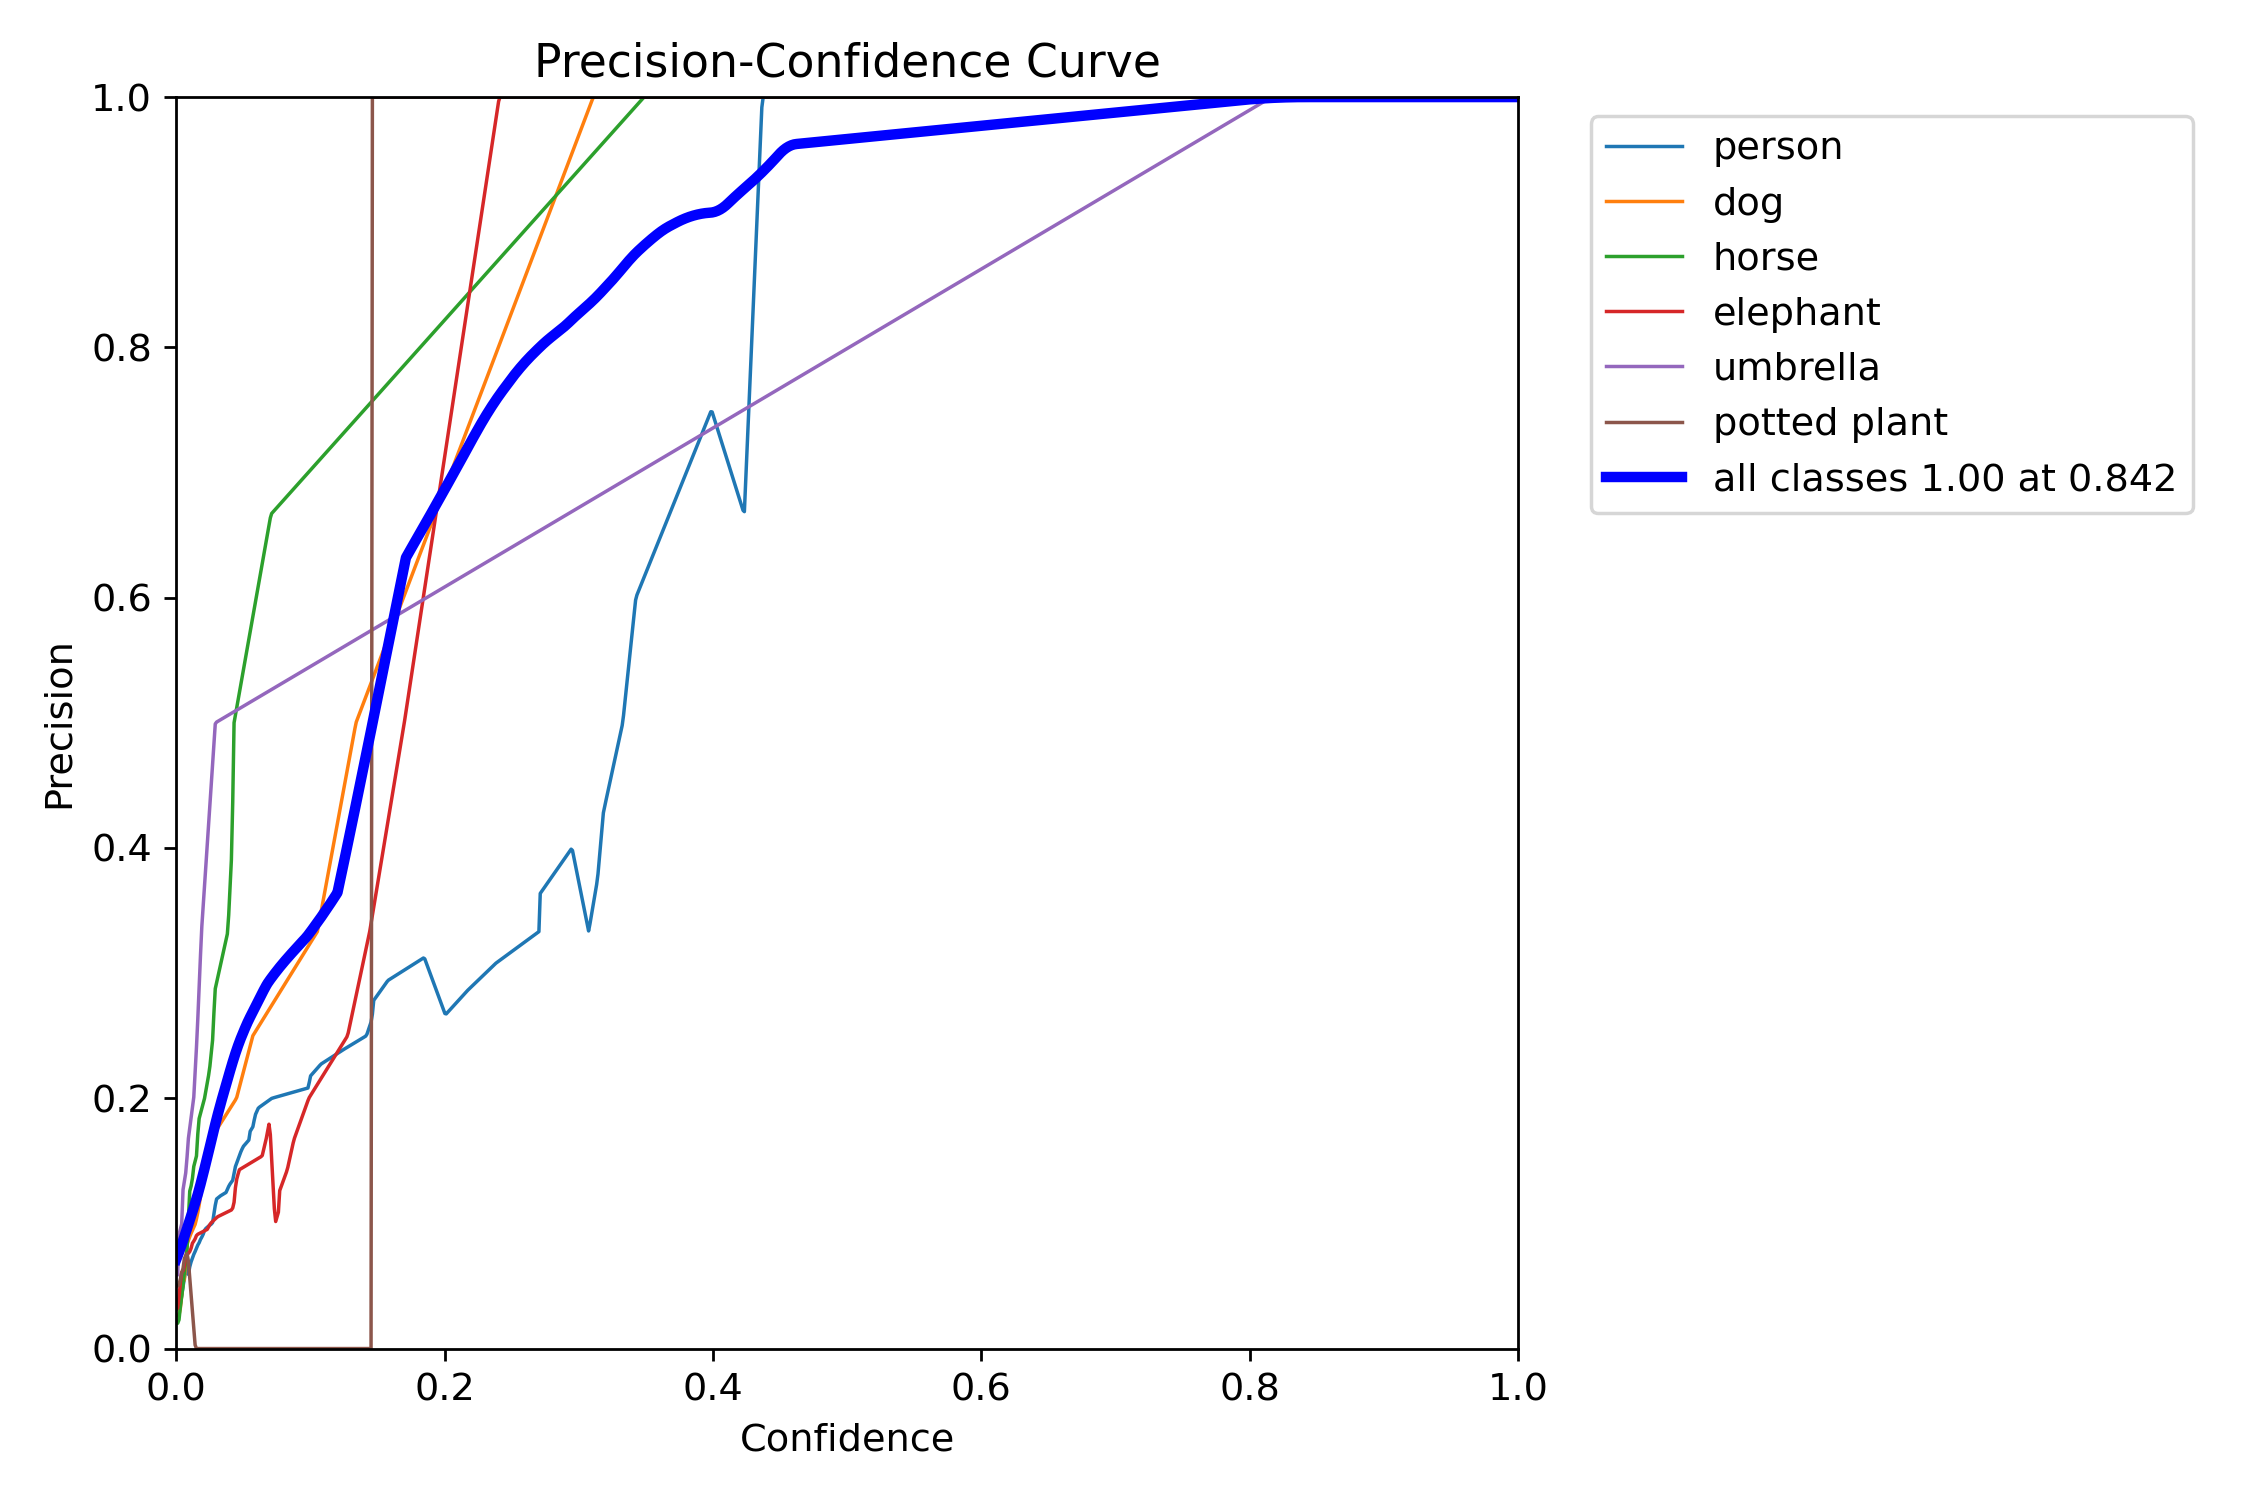 Precision-Confidence Curve
1.0
0.8
0.6
0.4
0.2
0.0
Precision
0.0 0.2 0.4 0.6 0.8 1.0
Confidence
person
dog
horse
elephant
umbrella
potted plant
all classes 1.00 at 0.842